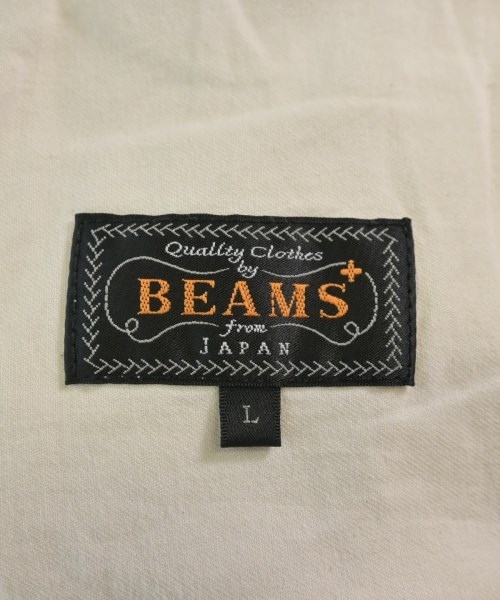 Quality Clothes
by
BEAMS+
from
JAPAN
L